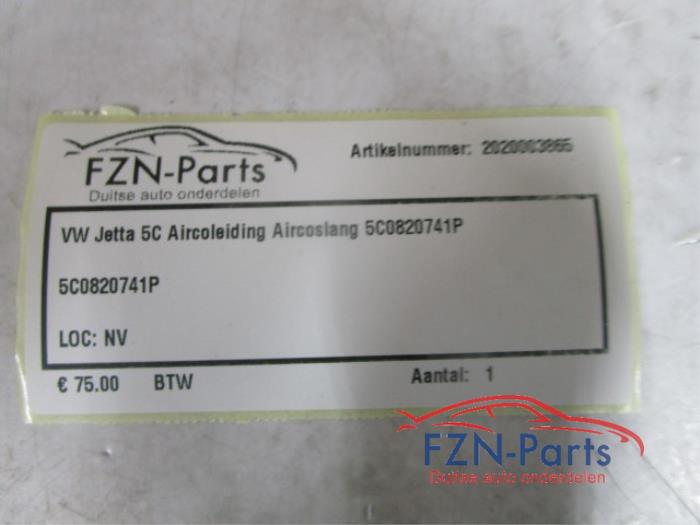 FZN-Parts
Duitse auto onderdelen
Artikelnummer: 2020003865
VW Jetta 5C Aircoleiding Aircoslang 5C0820741P
5C0820741P
LOC: NV
€ 75.00 BTW
Aantal: 1
FZN-Parts
Duitse auto onderdelen